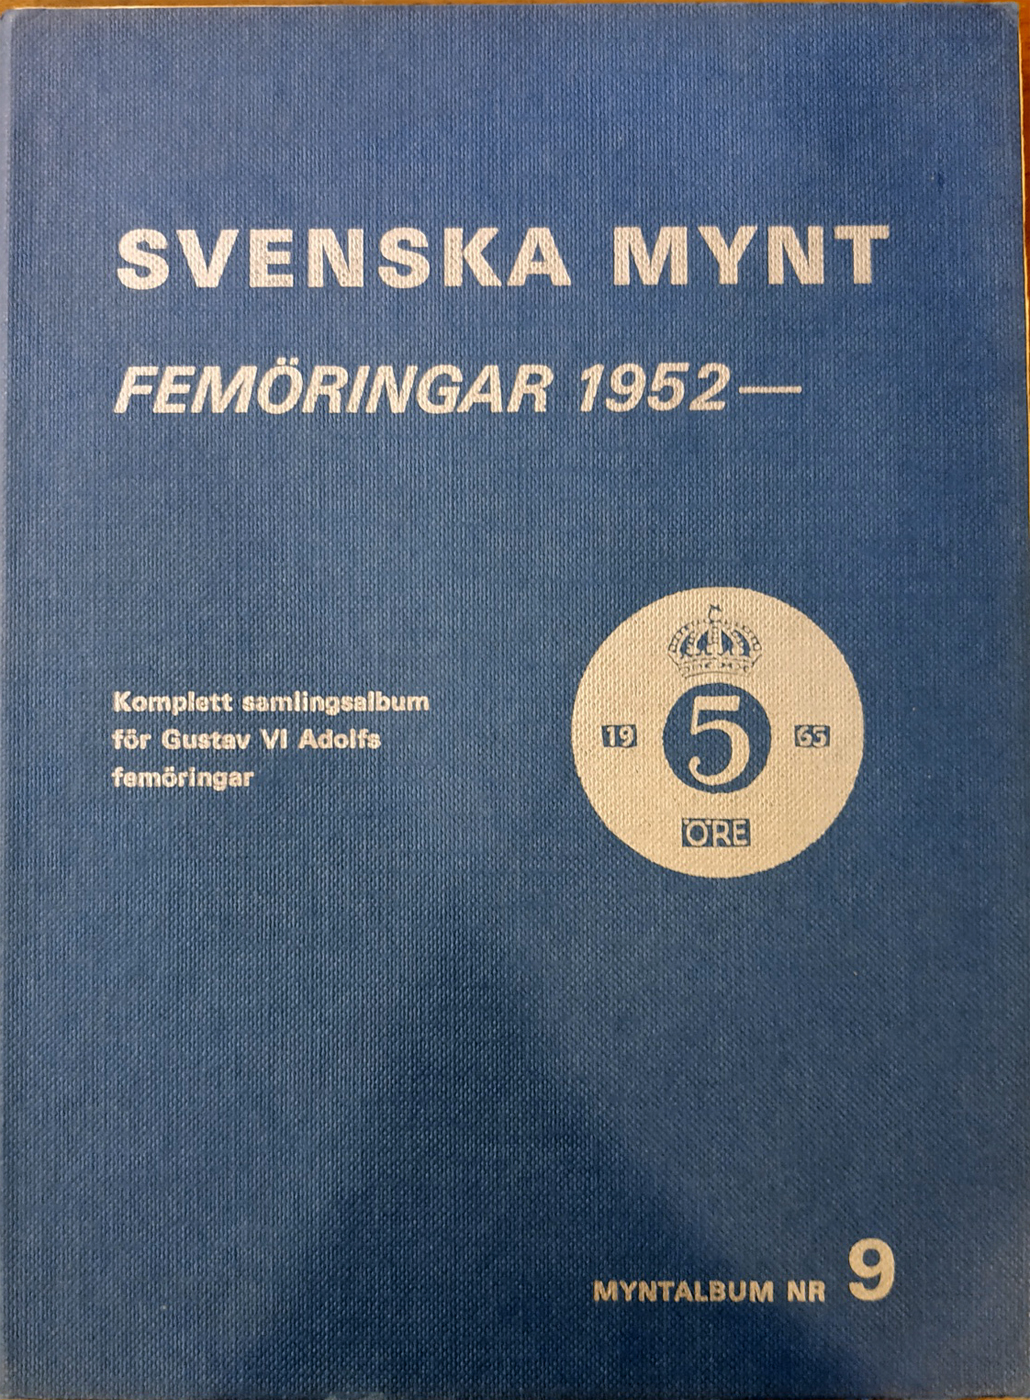 SVENSKA MYNT
FEMÖRINGAR 1952—
Komplett samlingsalbum
för Gustav VI Adolfs
femöringar
19 5 65
ÖRE
MYNTALBUM NR 9